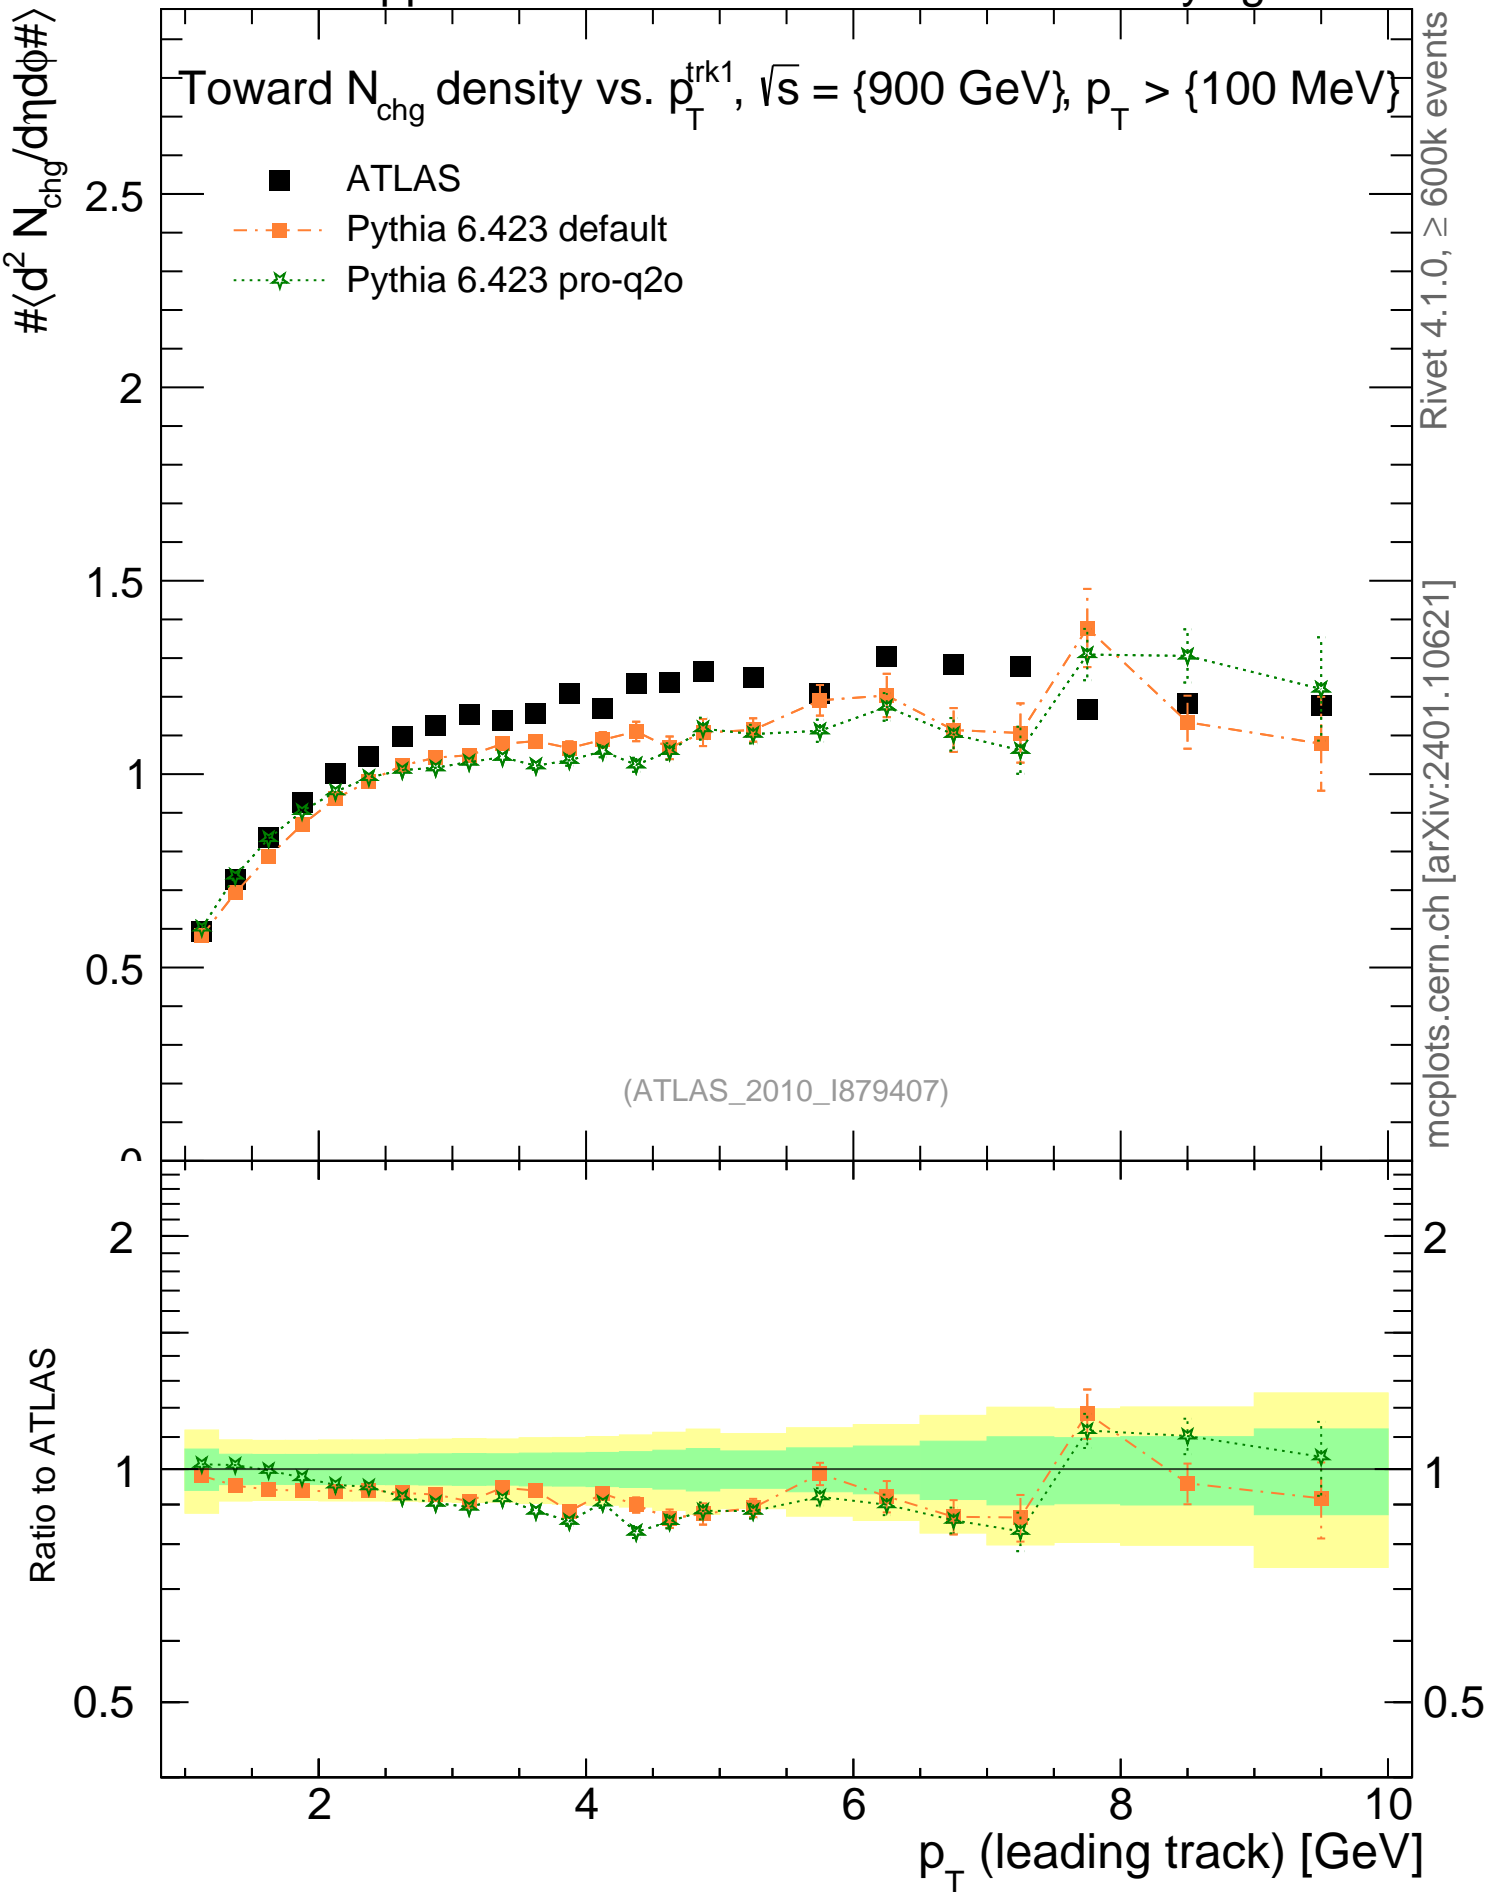 Toward N_chg density vs. p_T^trk1, √s = {900 GeV}, p_T > {100 MeV}
#⟨d² N_chg/dηdϕ#⟩
ATLAS
Pythia 6.423 default
Pythia 6.423 pro-q2o
2.5
2
1.5
1
0.5
0
(ATLAS_2010_I879407)
Rivet 4.1.0, ≥ 600k events
mcplots.cern.ch [arXiv:2401.10621]
Ratio to ATLAS
2
1
0.5
2
1
0.5
2
4
6
8
10
p_T (leading track) [GeV]